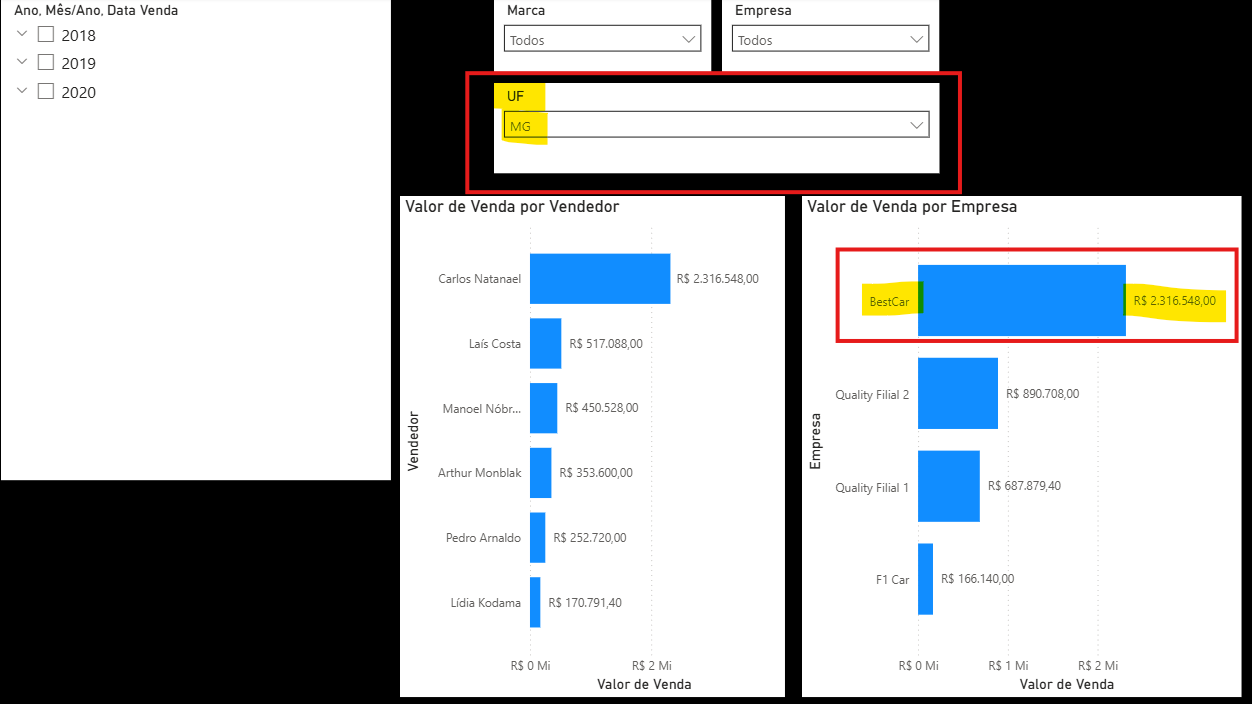 Ano, Mês/Ano, Data Venda
2018
2019
2020
Marca
Todos
Empresa
Todos
UF
MG
Valor de Venda por Vendedor
Vendedor
Carlos Natanael R$ 2.316.548,00
Laís Costa R$ 517.088,00
Manoel Nóbr... R$ 450.528,00
Arthur Monblak R$ 353.600,00
Pedro Arnaldo R$ 252.720,00
Lídia Kodama R$ 170.791,40
R$ 0 Mi R$ 2 Mi
Valor de Venda
Valor de Venda por Empresa
Empresa
BestCar R$ 2.316.548,00
Quality Filial 2 R$ 890.708,00
Quality Filial 1 R$ 687.879,40
F1 Car R$ 166.140,00
R$ 0 Mi R$ 1 Mi R$ 2 Mi
Valor de Venda